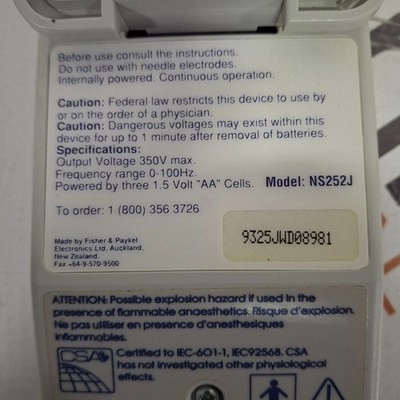 Before use consult the instructions.
Do not use with needle electrodes.
Internally powered. Continuous operation.
Caution: Federal law restricts this device to use by
or on the order of a physician.
Caution: Dangerous voltages may exist within this
device for up to 1 minute after removal of batteries.
Specifications:
Output Voltage 350V max.
Frequency range 0-100Hz.
Powered by three 1.5 Volt "AA" Cells. Model: NS252J
To order: 1 (800) 356 3726
9325JWD08981
Made by Fisher & Paykel
Electronics Ltd. Auckland.
New Zealand.
Fax +64-9-570-9500
ATTENTION: Possible explosion hazard if used in the
presence of flammable anaesthetics. Risque d'explosion.
Ne pas utiliser en presence d'anesthesiques
inflammables.
CSA
Certified to IEC-601-1, IEC92568. CSA
has not investigated other physiological
effects.